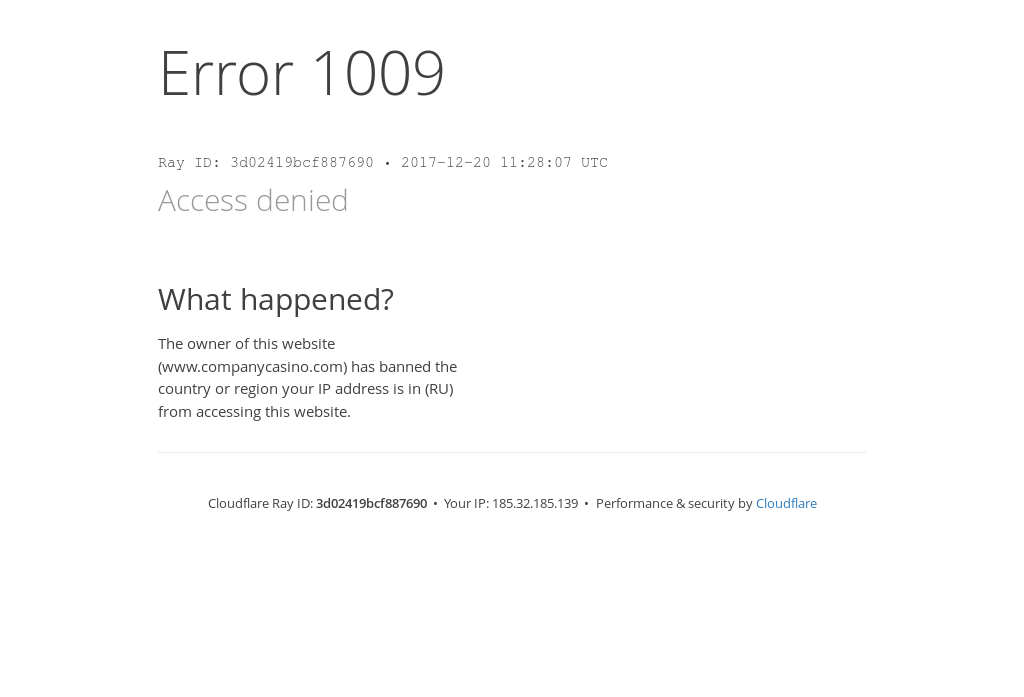 Error 1009
Ray ID: 3d02419bcf887690 • 2017-12-20 11:28:07 UTC
Access denied
What happened?
The owner of this website
(www.companycasino.com) has banned the
country or region your IP address is in (RU)
from accessing this website.
Cloudflare Ray ID: 3d02419bcf887690 • Your IP: 185.32.185.139 • Performance & security by Cloudflare